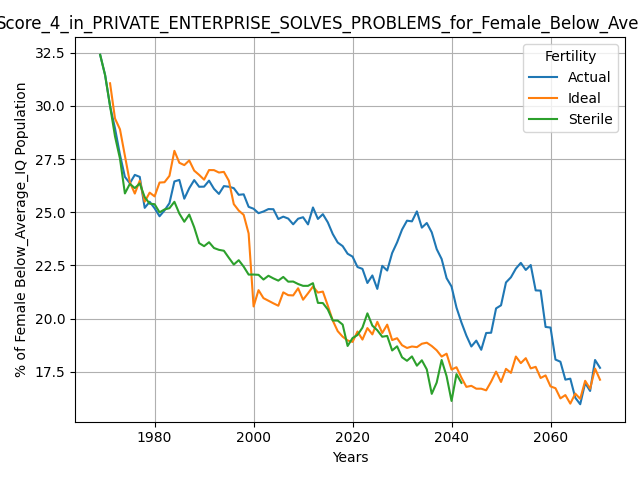 Score_4_in_PRIVATE_ENTERPRISE_SOLVES_PROBLEMS_for_Female_Below_Ave
% of Female Below_Average_IQ Population
32.5
30.0
27.5
25.0
22.5
20.0
17.5
Fertility
Actual
Ideal
Sterile
1980
2000
2020
2040
2060
Years